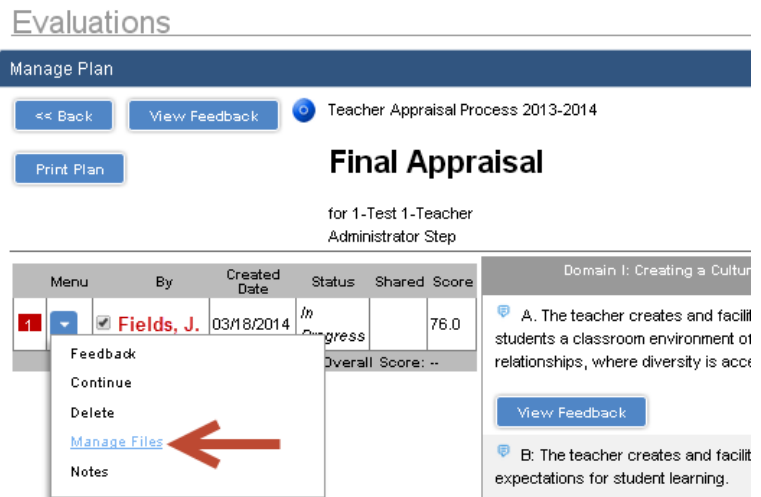 Evaluations
Manage Plan
<< Back
View Feedback
Teacher Appraisal Process 2013-2014
Print Plan
Final Appraisal
for 1-Test 1-Teacher
Administrator Step
Menu By Created Date Status Shared Score
1 Fields, J. 03/18/2014 In Progress 76.0
Overall Score: --
Feedback
Continue
Delete
Manage Files
Notes
Domain I: Creating a Cultur
A. The teacher creates and facilit
students a classroom environment of
relationships, where diversity is acce
View Feedback
B: The teacher creates and facilit
expectations for student learning.